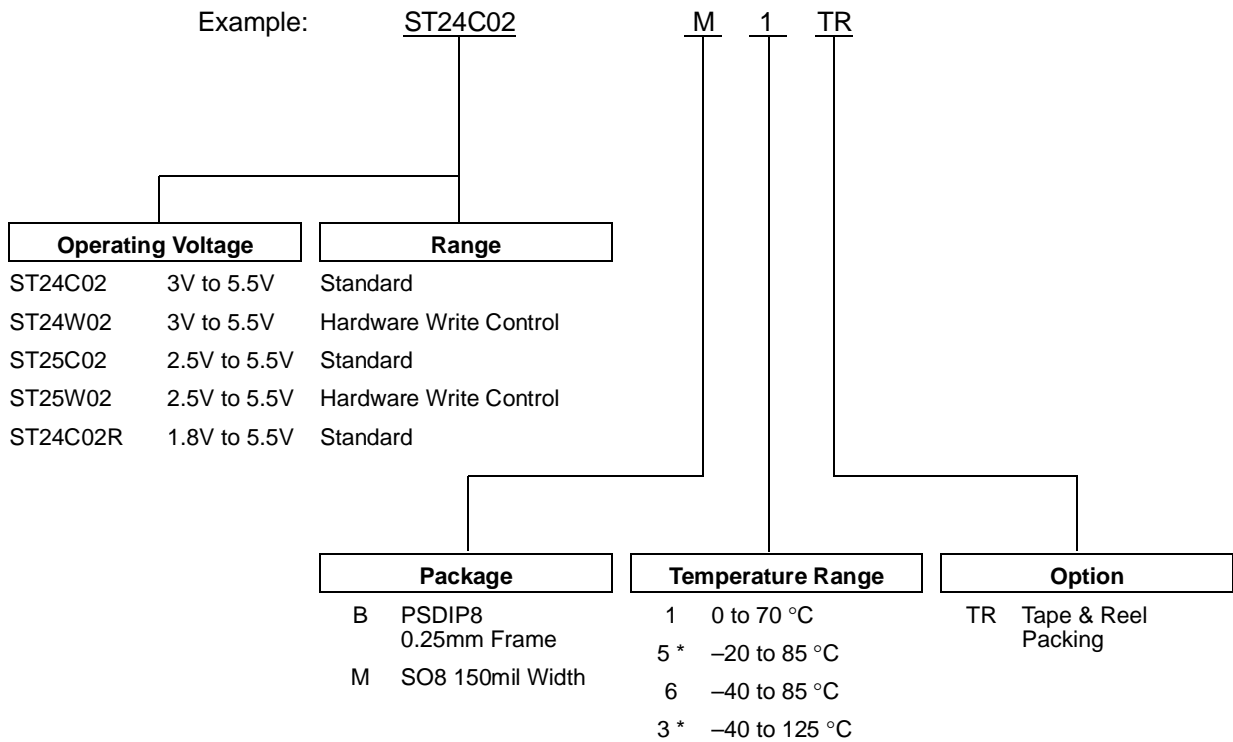 Example: ST24C02 M 1 TR
Operating Voltage Range
ST24C02 3V to 5.5V Standard
ST24W02 3V to 5.5V Hardware Write Control
ST25C02 2.5V to 5.5V Standard
ST25W02 2.5V to 5.5V Hardware Write Control
ST24C02R 1.8V to 5.5V Standard
Package Temperature Range Option
B PSDIP8
0.25mm Frame
M SO8 150mil Width
1 0 to 70 °C
5 * –20 to 85 °C
6 –40 to 85 °C
3 * –40 to 125 °C
TR Tape & Reel
Packing